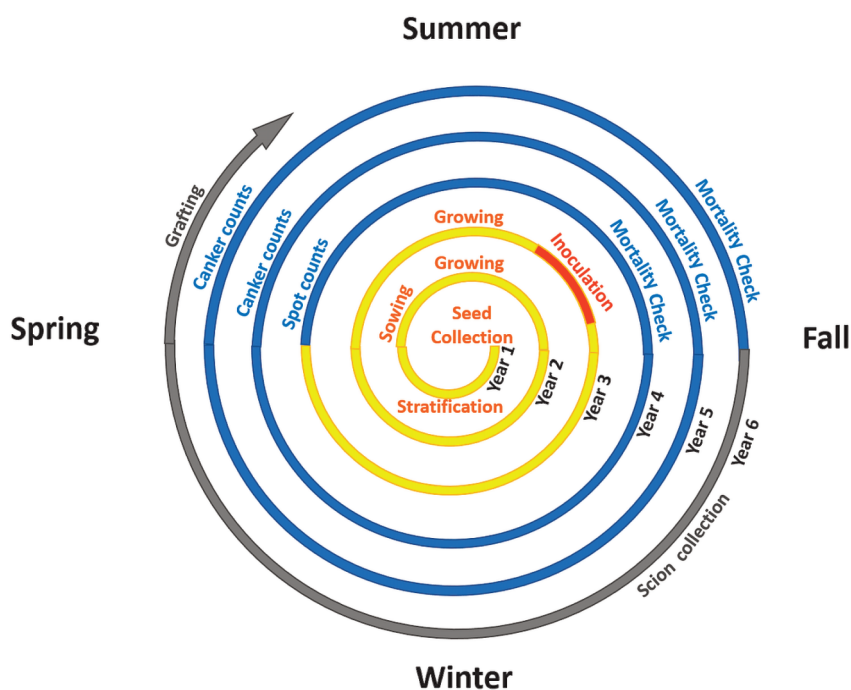 Summer
Spring
Fall
Winter
Seed
Collection
Year 1
Stratification
Sowing
Growing
Year 2
Growing
Inoculation
Year 3
Spot counts
Mortality Check
Year 4
Canker counts
Mortality Check
Year 5
Canker counts
Mortality Check
Year 6
Scion collection
Grafting